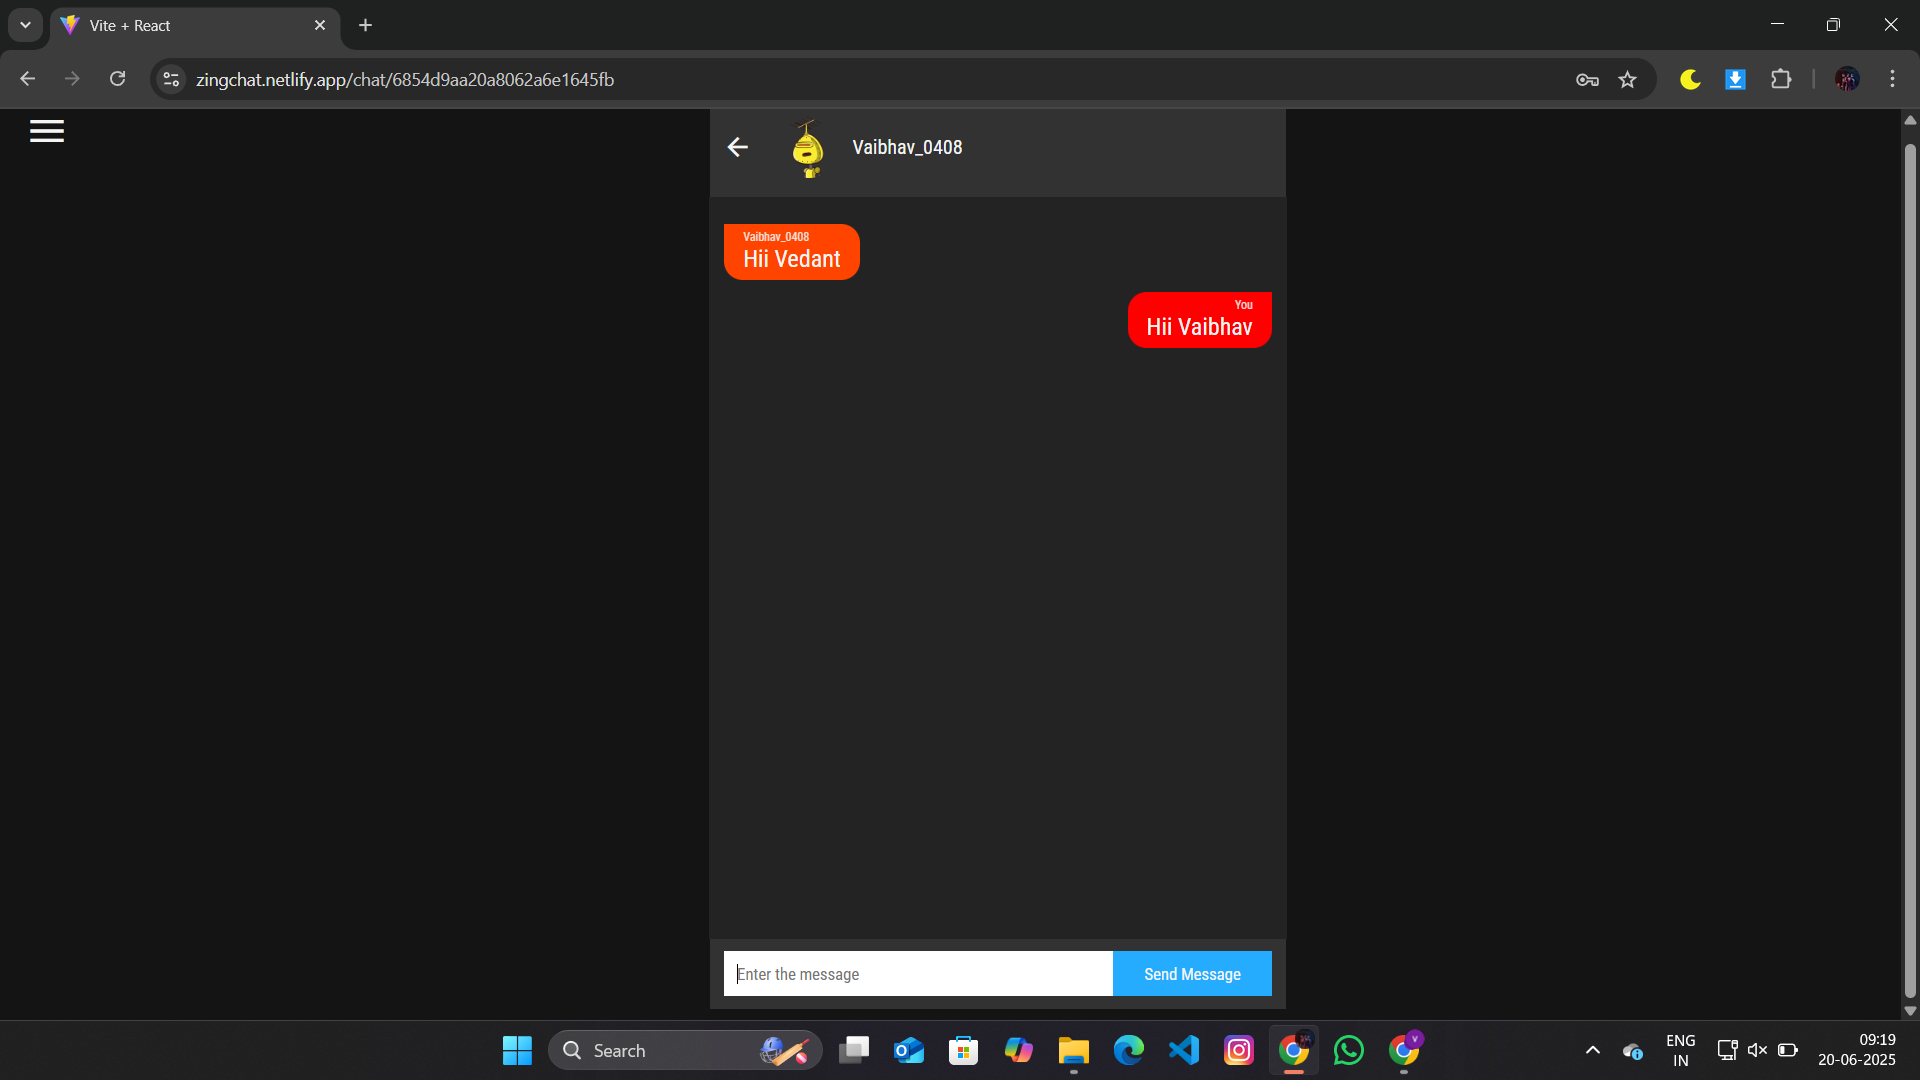 Vite + React
zingchat.netlify.app/chat/6854d9aa20a8062a6e1645fb
Vaibhav_0408
Vaibhav_0408
Hii Vedant
You
Hii Vaibhav
Enter the message
Send Message
Search
V
ENG
IN
09:19
20-06-2025